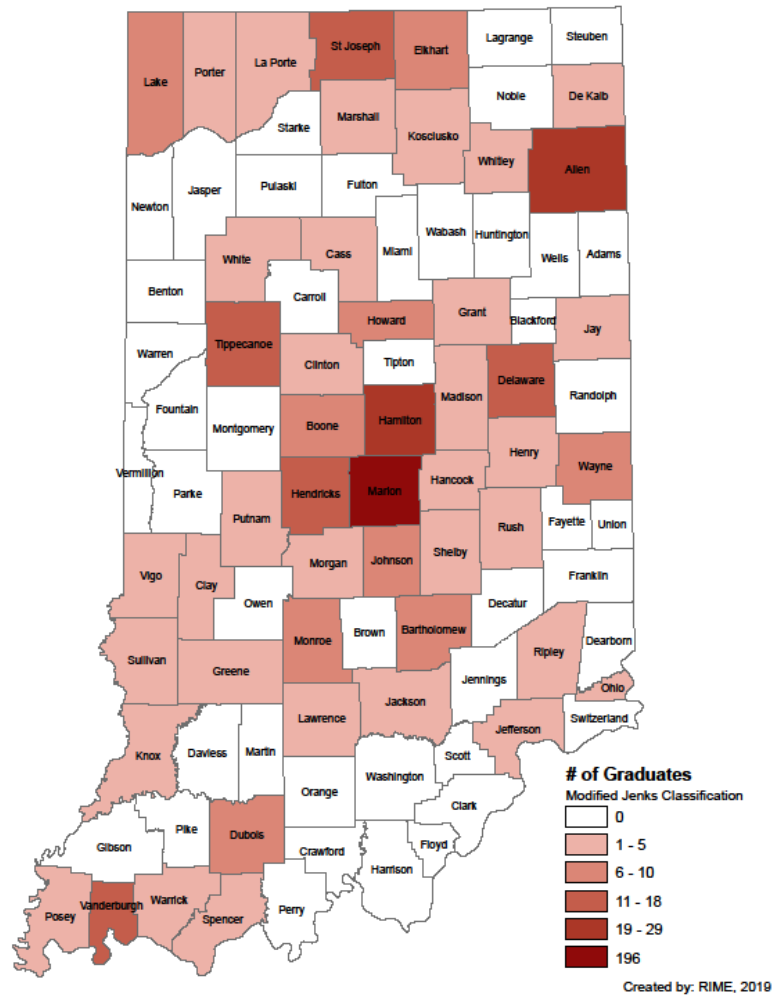 Lagrange
Steuben
St Joseph
Elkhart
La Porte
Porter
Lake
Noble
De Kalb
Marshall
Starke
Kosciusko
Whitley
Allen
Pulaski
Fulton
Jasper
Newton
Wabash
Huntington
Miami
Wells
Adams
White
Cass
Benton
Carroll
Grant
Howard
Blackford
Jay
Tippecanoe
Warren
Clinton
Tipton
Delaware
Madison
Randolph
Fountain
Hamilton
Boone
Montgomery
Henry
Wayne
Vermillion
Parke
Hendricks
Marion
Hancock
Putnam
Fayette
Union
Rush
Shelby
Johnson
Morgan
Vigo
Clay
Franklin
Owen
Decatur
Brown
Bartholomew
Monroe
Dearborn
Ripley
Sullivan
Greene
Jennings
Ohio
Jackson
Lawrence
Switzerland
Jefferson
Knox
Daviess
Martin
Scott
Washington
Orange
Clark
Pike
Dubois
Gibson
Floyd
Crawford
Harrison
Warrick
Vanderburgh
Posey
Spencer
Perry
# of Graduates
Modified Jenks Classification
0
1 - 5
6 - 10
11 - 18
19 - 29
196
Created by: RIME, 2019